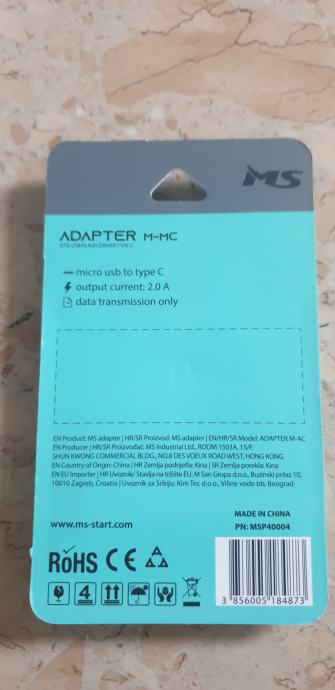 MS
ADAPTER M-MC
OTG USB FLASH DRIVER TYPE C
micro usb to type C
output current: 2.0 A
data transmission only
EN Product: MS adapter | HR/SR Proizvod: MS adapter | EN/HR/SR Model: ADAPTER M-AC
EN Producer | HR/SR Proizvođač: MS Industrial Ltd., ROOM 1503A, 15/F,
SHUN KWONG COMMERCIAL BLDG., NO.8 DES VOEUX ROAD WEST, HONG KONG
EN Country of Origin: China | HR Zemlja podrijetla: Kina | SR Zemlja porekla: Kina
EN EU Importer | HR Uvoznik/ Stavlja na tržište EU: M San Grupa d.o.o., Buzinski prilaz 10,
10010 Zagreb, Croatia | Uvoznik za Srbiju: Kim Tec d.o.o., Viline vode bb, Beograd
MADE IN CHINA
www.ms-start.com
PN: MSP40004
RoHS CE
4
3 856005 184873